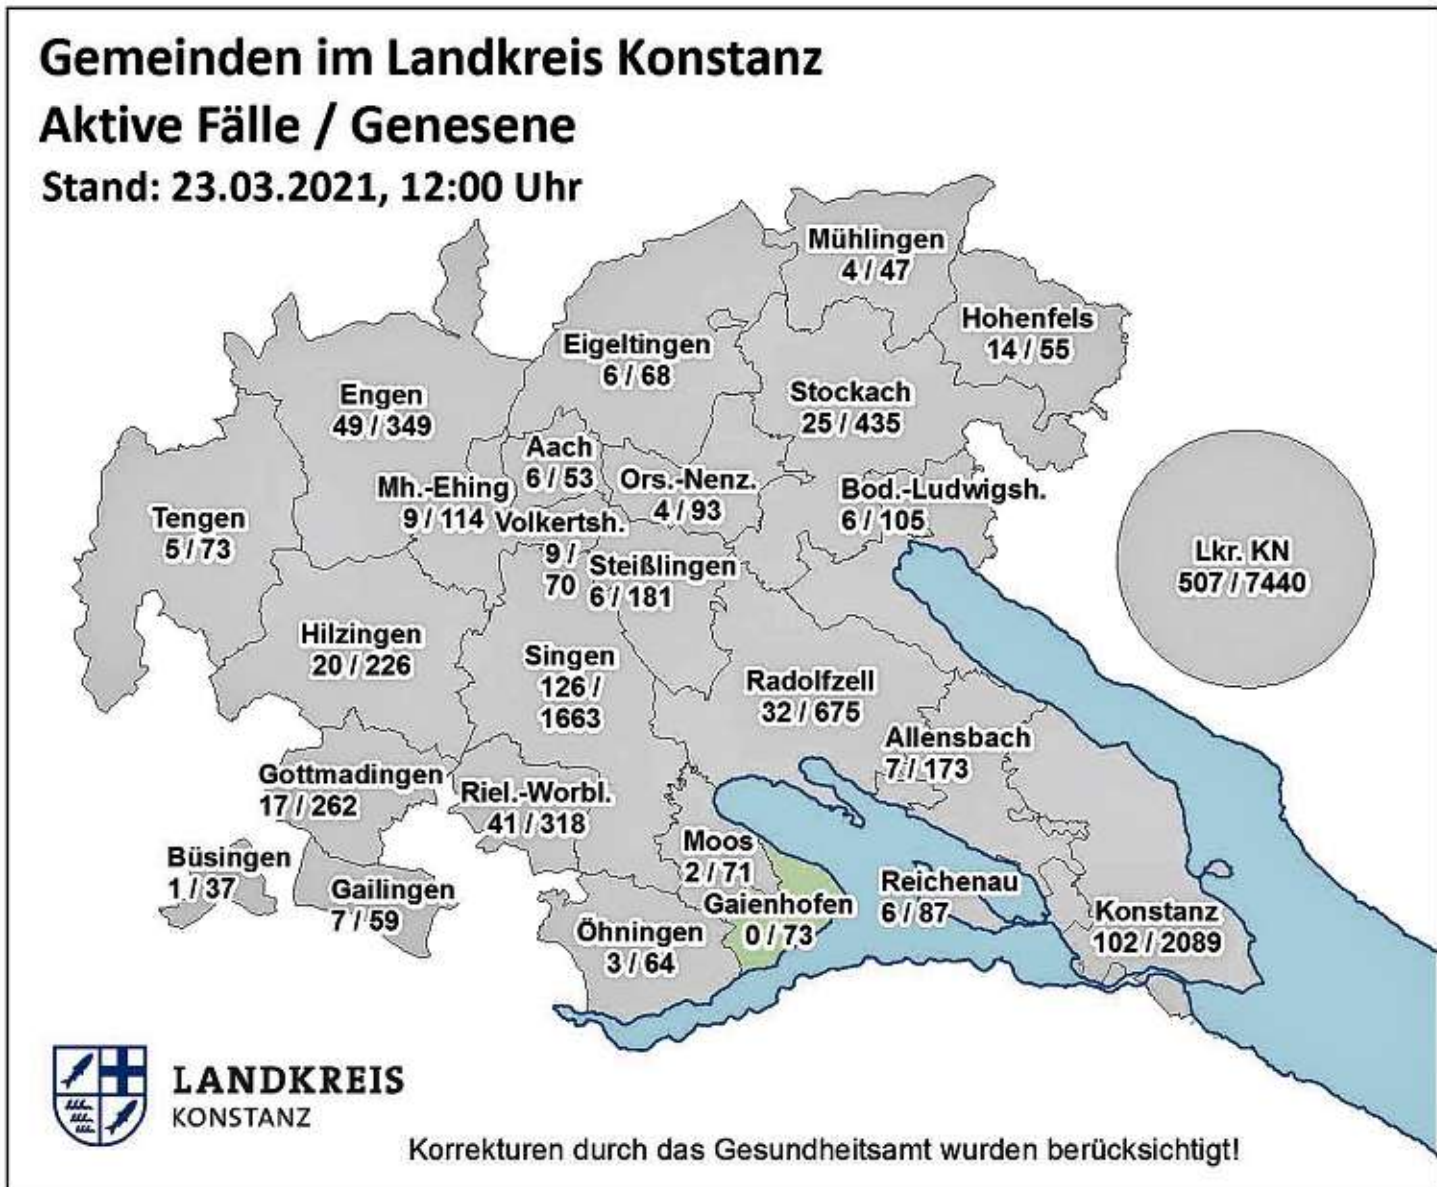 Gemeinden im Landkreis Konstanz
Aktive Fälle / Genesene
Stand: 23.03.2021, 12:00 Uhr
Mühlingen
4 / 47
Hohenfels
14 / 55
Eigeltingen
6 / 68
Stockach
25 / 435
Engen
49 / 349
Aach
6 / 53
Ors.-Nenz.
4 / 93
Mh.-Ehing
9 / 114
Bod.-Ludwigsh.
6 / 105
Tengen
5 / 73
Volkertsh.
9 /
70
Steißlingen
6 / 181
Lkr. KN
507 / 7440
Hilzingen
20 / 226
Singen
126 /
1663
Radolfzell
32 / 675
Allensbach
7 / 173
Gottmadingen
17 / 262
Riel.-Worbl.
41 / 318
Moos
2 / 71
Büsingen
1 / 37
Gailingen
7 / 59
Gaienhofen
0 / 73
Reichenau
6 / 87
Öhningen
3 / 64
Konstanz
102 / 2089
LANDKREIS
KONSTANZ
Korrekturen durch das Gesundheitsamt wurden berücksichtigt!